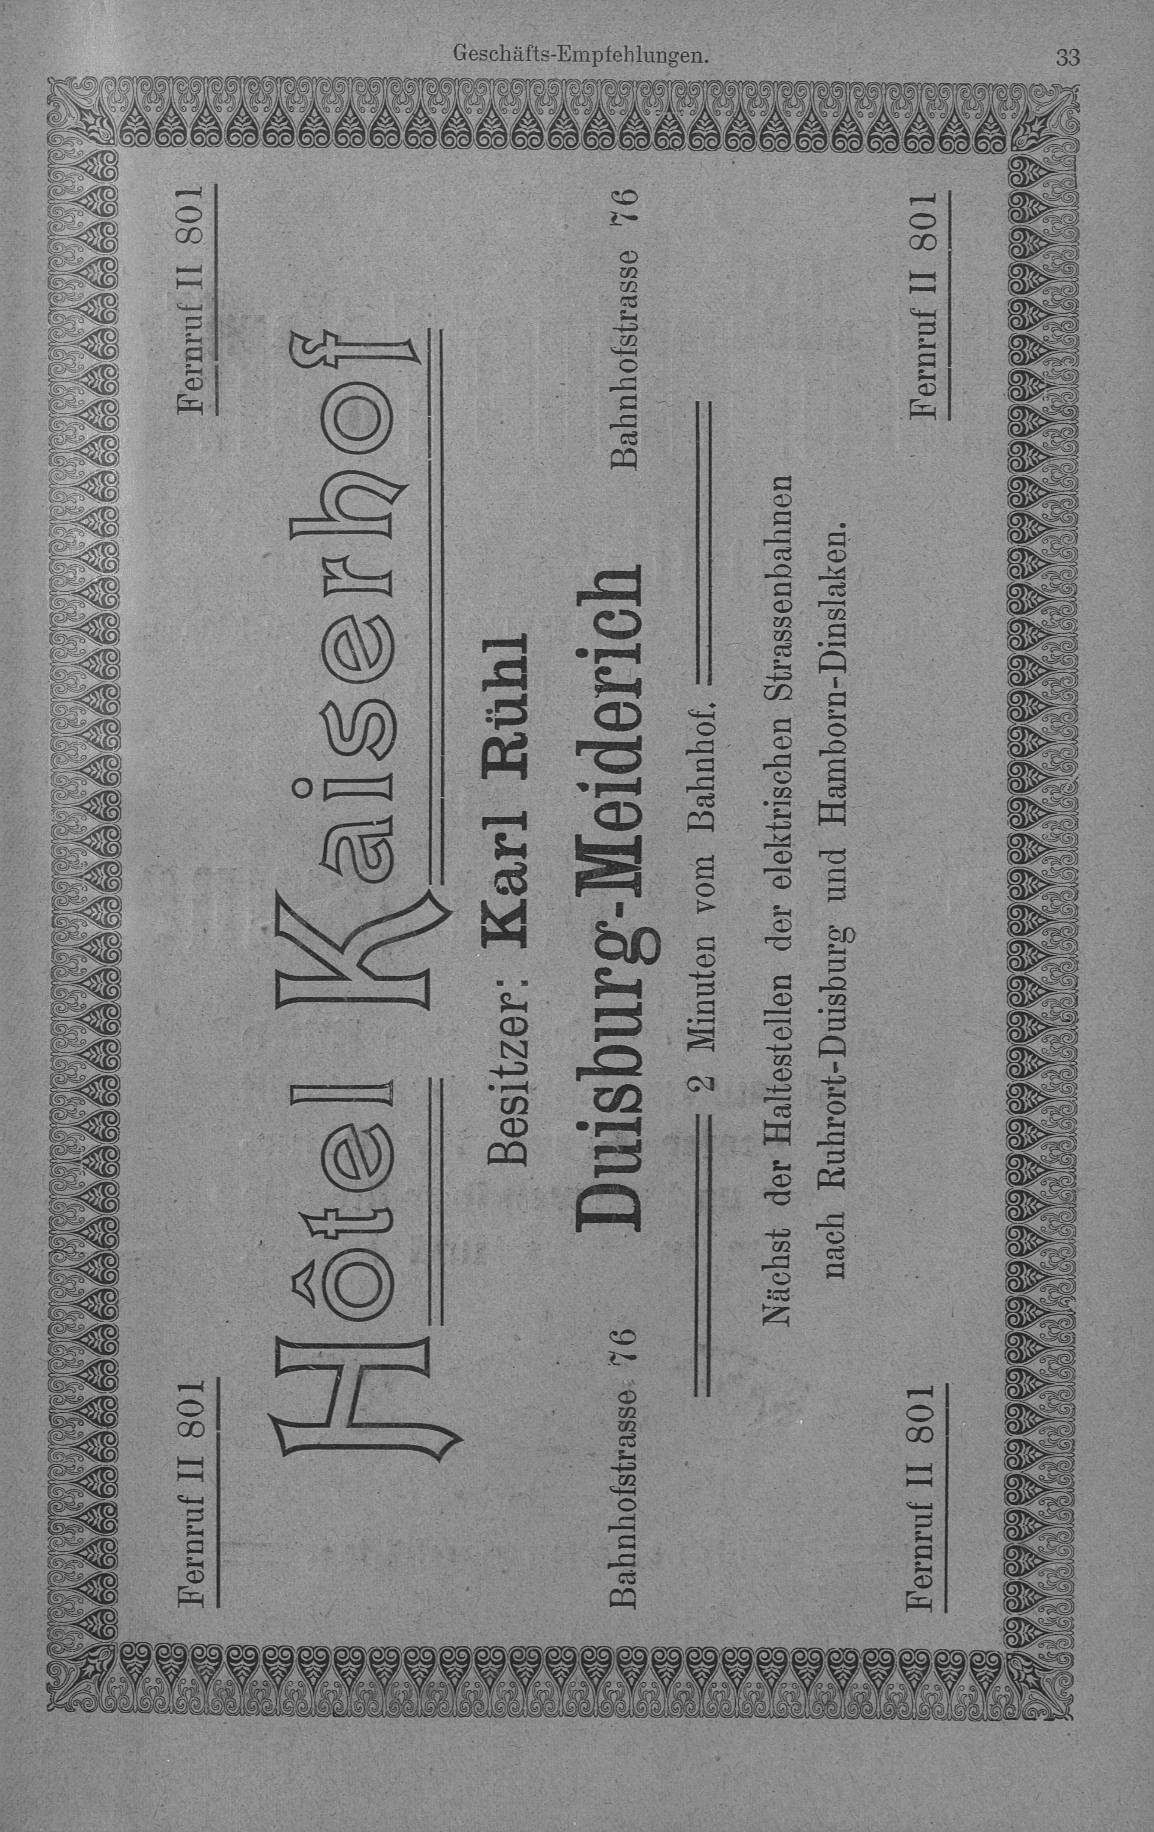 Geschäfts-Empfehlungen. 33
Fernruf II 801 Fernruf II 801
Hôtel Kaiserhof
Besitzer: Karl Rühl
Bahnhofstrasse 76 Duisburg-Meiderich Bahnhofstrasse 76
2 Minuten vom Bahnhof.
Nächst der Haltestellen der elektrischen Strassenbahnen
nach Ruhrort-Duisburg und Hamborn-Dinslaken.
Fernruf II 801 Fernruf II 801